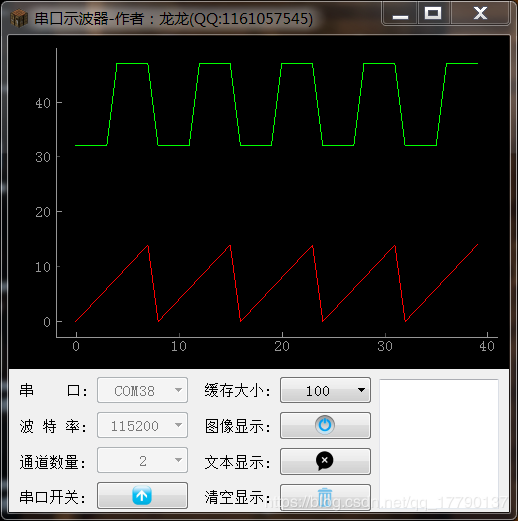 串口示波器-作者：龙龙(QQ:1161057545)
40
30
20
10
0
0 10 20 30 40
串 口： COM38 缓存大小： 100
波 特 率： 115200 图像显示：
通道数量： 2 文本显示：
串口开关： 清空显示：
https://blog.csdn.net/qq_17790137